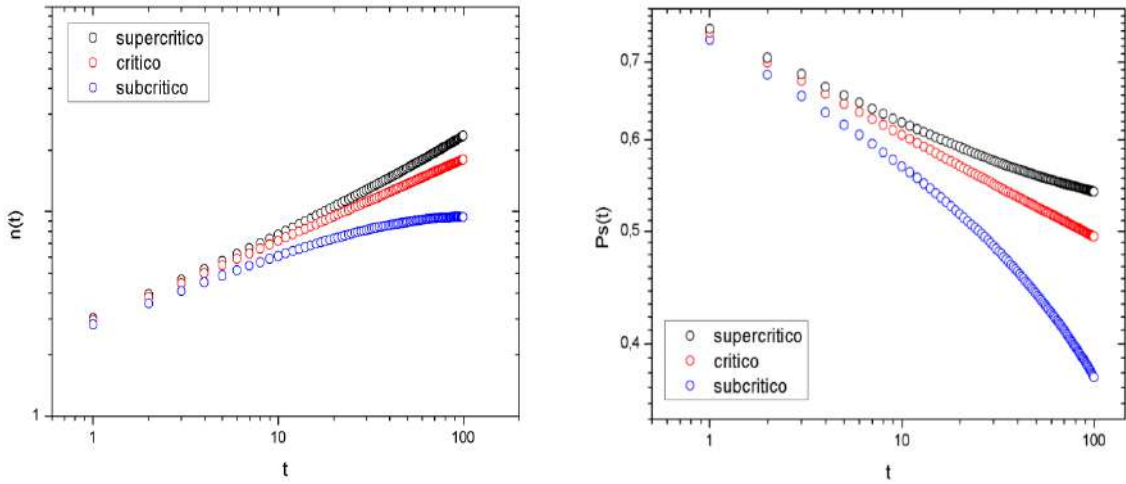 supercritico
critico
subcritico
n(t)
1
1
10
100
t
0,7
0,6
0,5
0,4
Ps(t)
supercritico
critico
subcritico
1
10
100
t